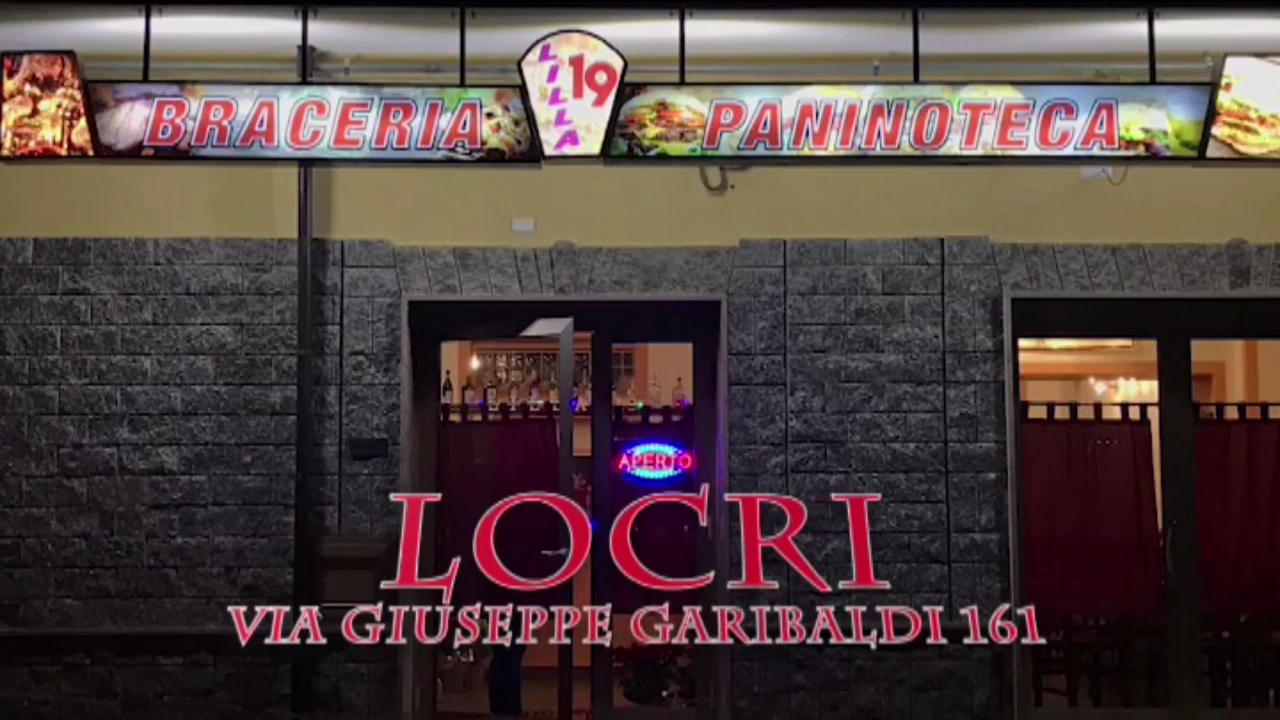 BRACERIA
LILLA
19
PANINOTECA
APERTO
LOCRI
VIA GIUSEPPE GARIBALDI 161